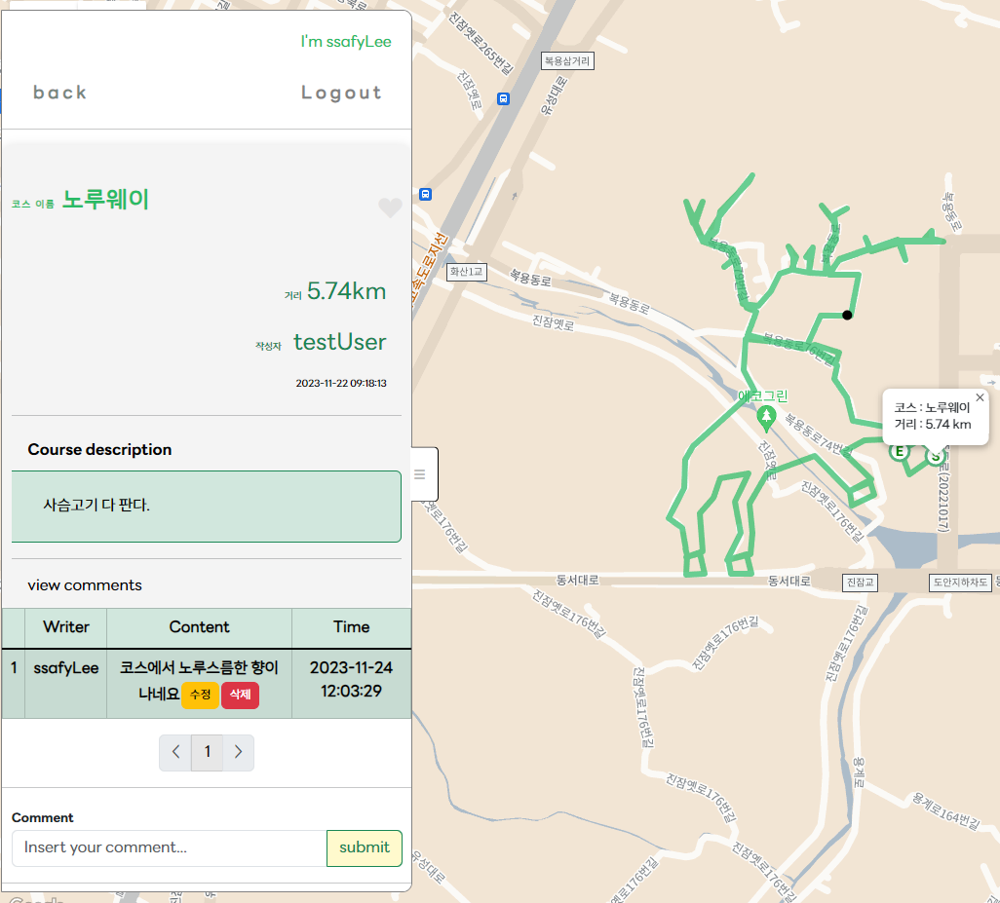 I'm ssafyLee
back
Logout
코스 이름 노루웨이
거리 5.74km
작성자 testUser
2023-11-22 09:18:13
Course description
사슴고기 다 판다.
view comments
Writer Content Time
1 ssafyLee 코스에서 노루스름한 향이 2023-11-24
나네요 수정 삭제 12:03:29
1
Comment
Insert your comment...
submit
진잠옛로265번길
복용삼거리
진잠옛로
유성대로
복용동로
고속도로지선
화산1교
복용동로
복용동로
진잠옛로
복용동로79번길
복용동로
복용동로76번길
에코그린
코스 : 노루웨이
거리 : 5.74 km
E
S
복용동로74번길
진잠옛로
진잠옛로176번길
진잠옛로176번길
로(20221017)
동서대로
동서대로
진잠교
도안지하차도
진잠옛로176번길
진잠옛로176번길
진잠옛로176번길
진잠옛로176번길
진잠옛로176번길
용계로
용계로164번길
유성대로
진잠옛로176번길
진잠옛로176번길